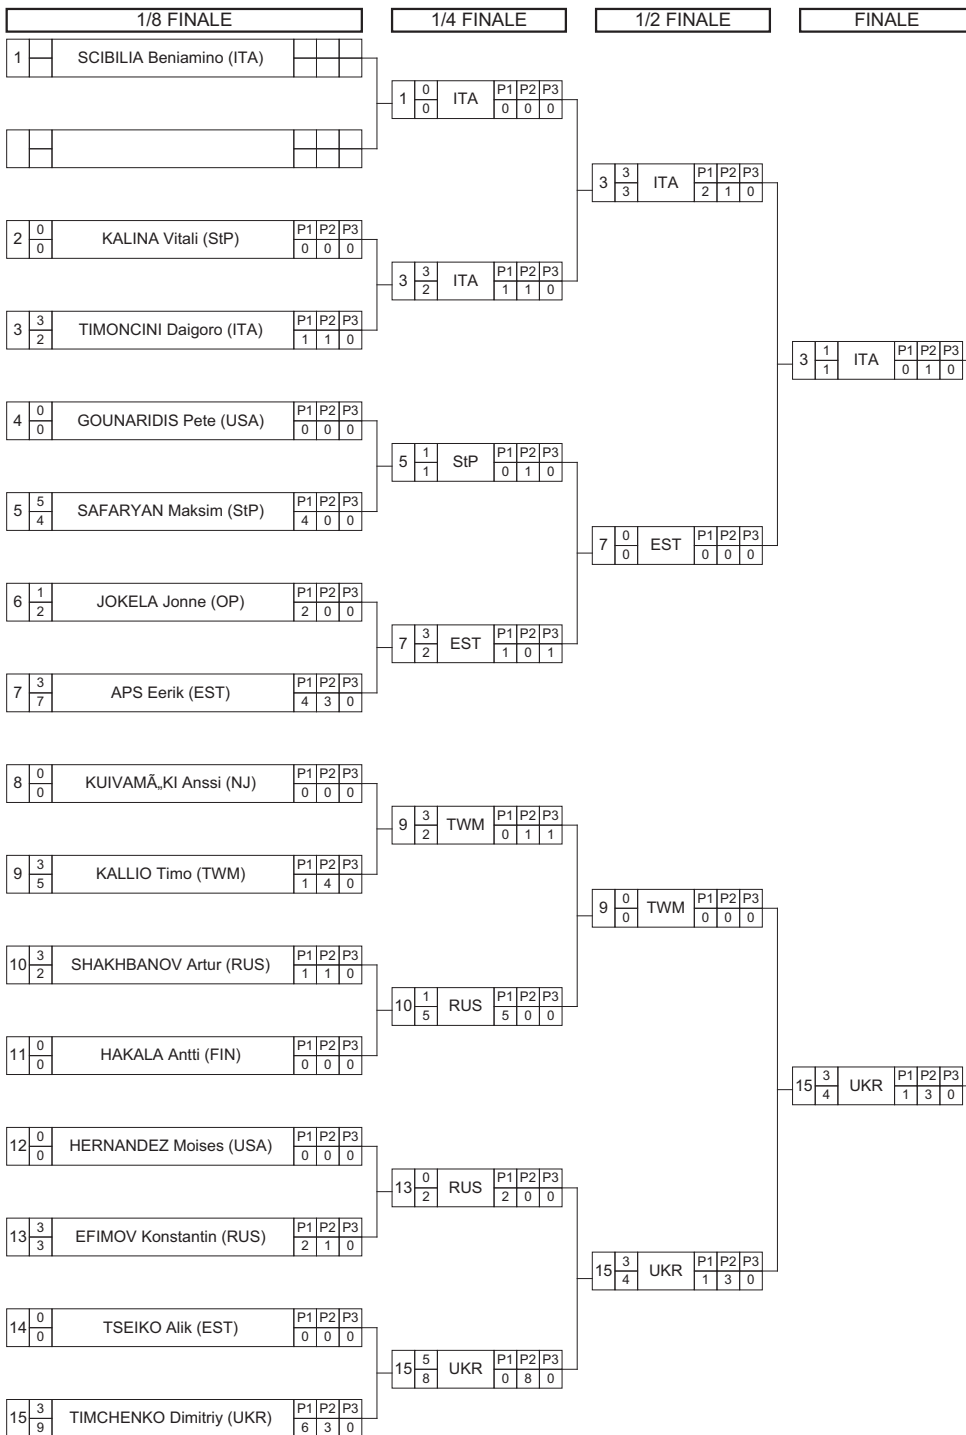 1/8 FINALE 1/4 FINALE 1/2 FINALE FINALE
1 SCIBILIA Beniamino (ITA)
1 0 ITA P1 P2 P3
0 0 0 0
3 3 ITA P1 P2 P3
3 2 1 0
2 0 KALINA Vitali (StP) P1 P2 P3
0 0 0 0
3 3 ITA P1 P2 P3
2 1 1 0
3 3 TIMONCINI Daigoro (ITA) P1 P2 P3
2 1 1 0
3 1 ITA P1 P2 P3
1 0 1 0
4 0 GOUNARIDIS Pete (USA) P1 P2 P3
0 0 0 0
5 1 StP P1 P2 P3
1 0 1 0
5 5 SAFARYAN Maksim (StP) P1 P2 P3
4 4 0 0
7 0 EST P1 P2 P3
0 0 0 0
6 1 JOKELA Jonne (OP) P1 P2 P3
2 2 0 0
7 3 EST P1 P2 P3
2 1 0 1
7 3 APS Eerik (EST) P1 P2 P3
7 4 3 0
8 0 KUIVAMÃ„KI Anssi (NJ) P1 P2 P3
0 0 0 0
9 3 TWM P1 P2 P3
2 0 1 1
9 3 KALLIO Timo (TWM) P1 P2 P3
5 1 4 0
9 0 TWM P1 P2 P3
0 0 0 0
10 3 SHAKHBANOV Artur (RUS) P1 P2 P3
2 1 1 0
10 1 RUS P1 P2 P3
5 5 0 0
11 0 HAKALA Antti (FIN) P1 P2 P3
0 0 0 0
15 3 UKR P1 P2 P3
4 1 3 0
12 0 HERNANDEZ Moises (USA) P1 P2 P3
0 0 0 0
13 0 RUS P1 P2 P3
2 2 0 0
13 3 EFIMOV Konstantin (RUS) P1 P2 P3
3 2 1 0
15 3 UKR P1 P2 P3
4 1 3 0
14 0 TSEIKO Alik (EST) P1 P2 P3
0 0 0 0
15 5 UKR P1 P2 P3
8 0 8 0
15 3 TIMCHENKO Dimitriy (UKR) P1 P2 P3
9 6 3 0